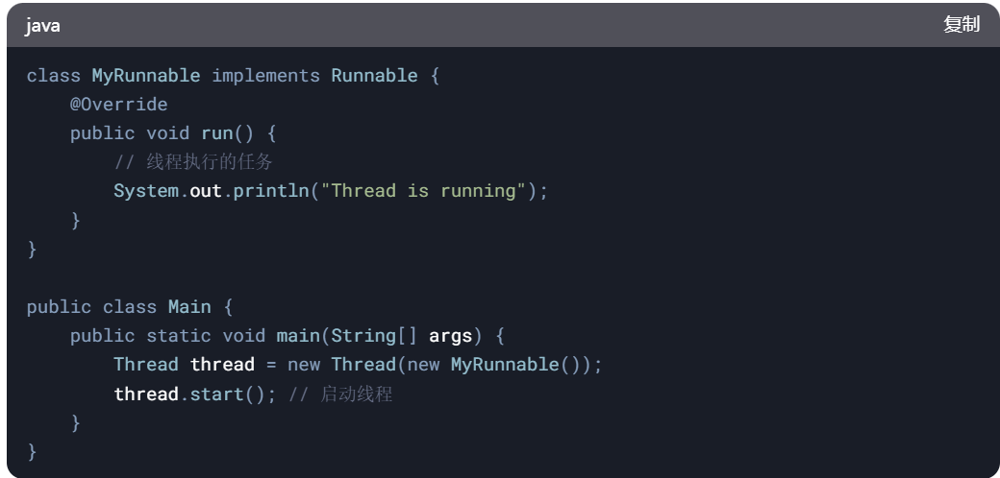 java
复制
class MyRunnable implements Runnable {
    @Override
    public void run() {
        // 线程执行的任务
        System.out.println("Thread is running");
    }
}

public class Main {
    public static void main(String[] args) {
        Thread thread = new Thread(new MyRunnable());
        thread.start(); // 启动线程
    }
}